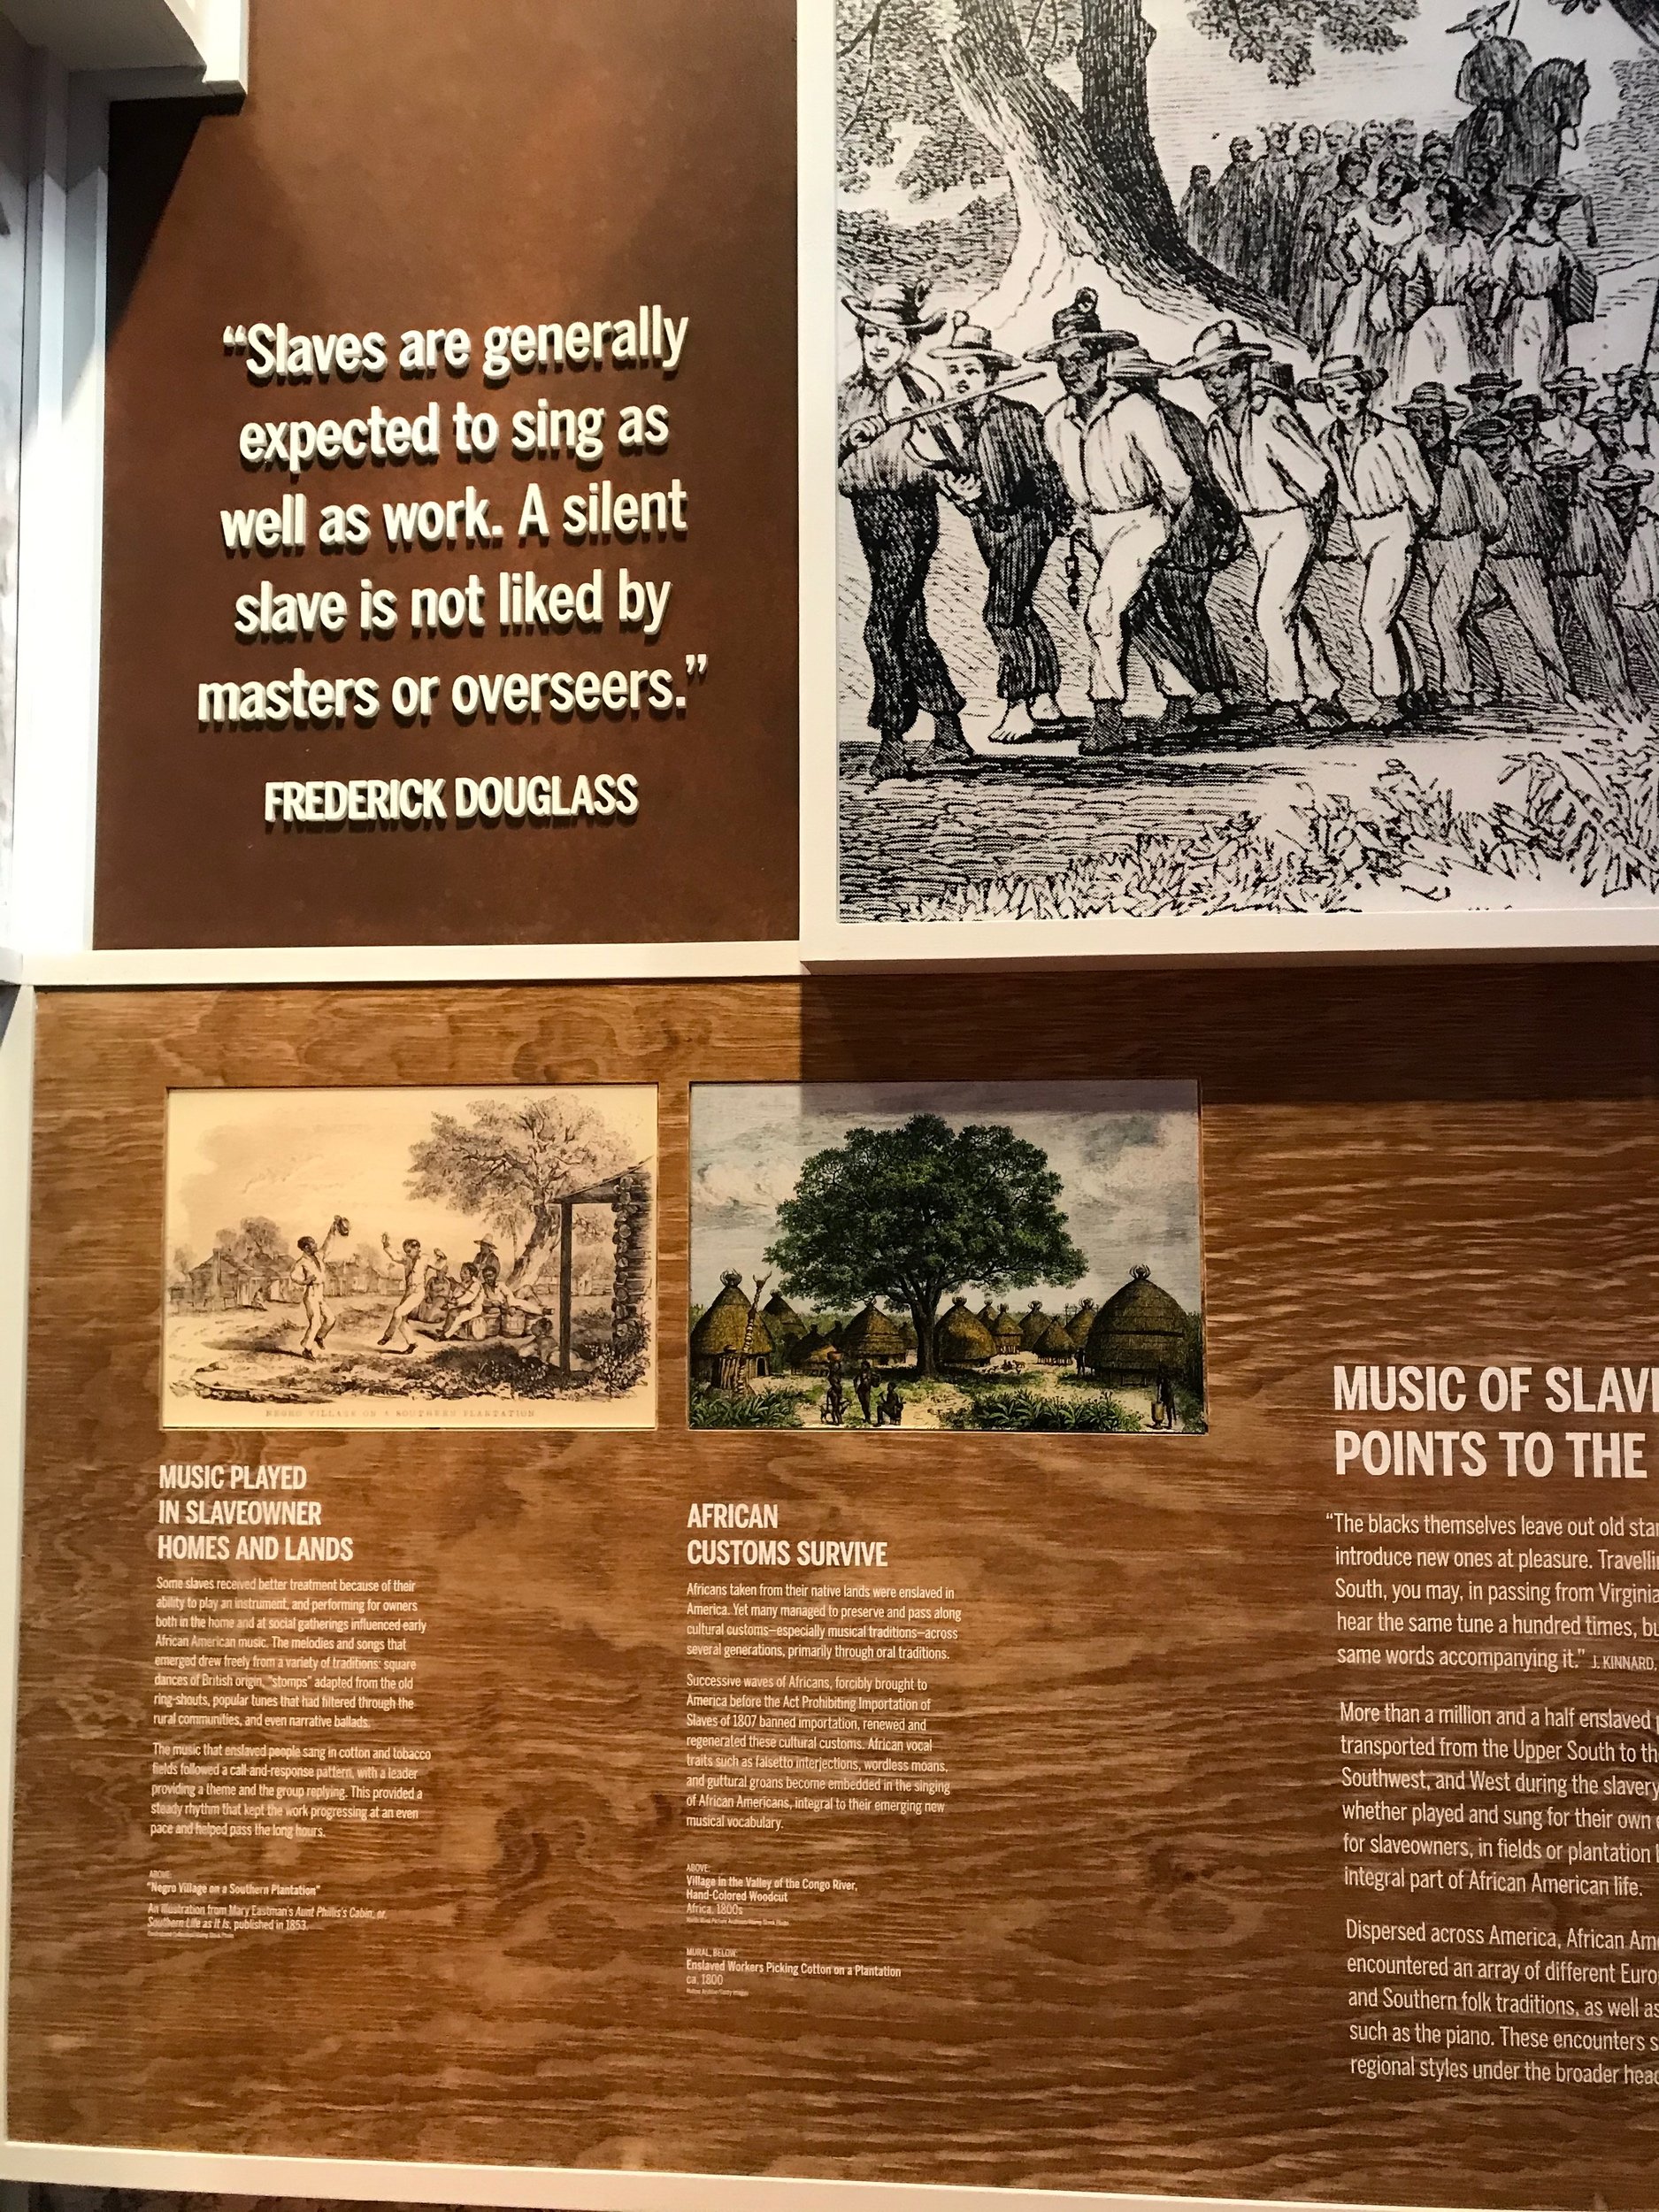 “Slaves are generally
expected to sing as
well as work. A silent
slave is not liked by
masters or overseers.”
FREDERICK DOUGLASS
NEGRO VILLAGE ON A SOUTHERN PLANTATION
MUSIC PLAYED
IN SLAVEOWNER
HOMES AND LANDS
Some slaves received better treatment because of their
ability to play an instrument, and performing for owners
both in the home and at social gatherings influenced early
African American music. The melodies and songs that
emerged drew freely from a variety of traditions: square
dances of British origin, “stomps” adapted from the old
ring-shouts, popular tunes that had filtered through the
rural communities, and even narrative ballads.
The music that enslaved people sang in cotton and tobacco
fields followed a call-and-response pattern, with a leader
providing a theme and the group replying. This provided a
steady rhythm that kept the work progressing at an even
pace and helped pass the long hours.
ABOVE:
“Negro Village on a Southern Plantation”
An illustration from Mary Eastman’s Aunt Phillis’s Cabin, or,
Southern Life as It Is, published in 1853.
AFRICAN
CUSTOMS SURVIVE
Africans taken from their native lands were enslaved in
America. Yet many managed to preserve and pass along
cultural customs—especially musical traditions—across
several generations, primarily through oral traditions.
Successive waves of Africans, forcibly brought to
America before the Act Prohibiting Importation of
Slaves of 1807 banned importation, renewed and
regenerated these cultural customs. African vocal
traits such as falsetto interjections, wordless moans,
and guttural groans become embedded in the singing
of African Americans, integral to their emerging new
musical vocabulary.
ABOVE:
Village in the Valley of the Congo River,
Hand-Colored Woodcut
Africa, 1800s
MURAL, BELOW:
Enslaved Workers Picking Cotton on a Plantation
ca. 1800
MUSIC OF SLAV
POINTS TO THE
“The blacks themselves leave out old sta
introduce new ones at pleasure. Travelli
South, you may, in passing from Virginia
hear the same tune a hundred times, bu
same words accompanying it.” J. KINNARD,
More than a million and a half enslaved
transported from the Upper South to th
Southwest, and West during the slavery
whether played and sung for their own
for slaveowners, in fields or plantation
integral part of African American life.
Dispersed across America, African Ame
encountered an array of different Euro
and Southern folk traditions, as well as
such as the piano. These encounters s
regional styles under the broader head